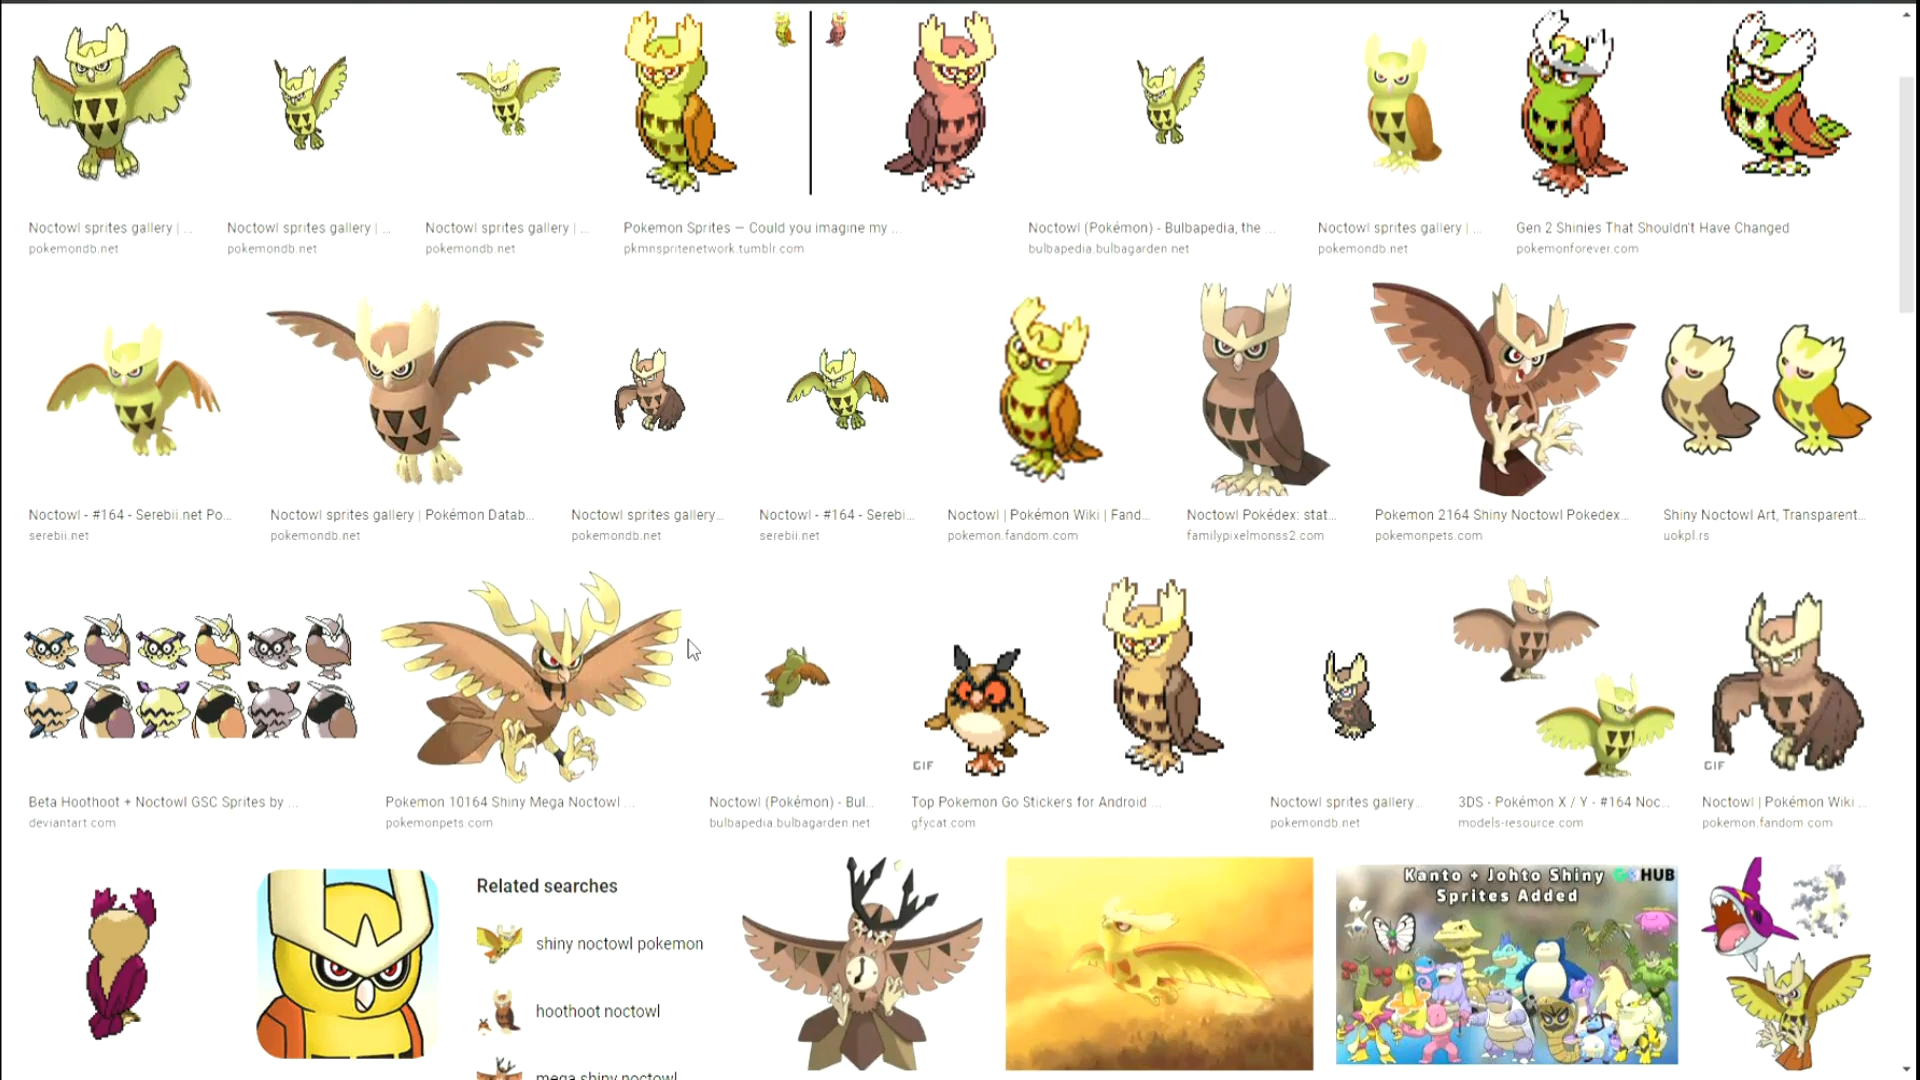 Noctowl sprites gallery | ...
pokemondb.net
Noctowl sprites gallery | ...
pokemondb.net
Noctowl sprites gallery | ...
pokemondb.net
Pokemon Sprites — Could you imagine my ...
pkmnspritenetwork.tumblr.com
Noctowl (Pokémon) - Bulbapedia, the ...
bulbapedia.bulbagarden.net
Noctowl sprites gallery | ...
pokemondb.net
Gen 2 Shinies That Shouldn't Have Changed
pokemonforever.com
Noctowl - #164 - Serebii.net Po...
serebii.net
Noctowl sprites gallery | Pokémon Datab...
pokemondb.net
Noctowl sprites gallery...
pokemondb.net
Noctowl - #164 - Serebi...
serebii.net
Noctowl | Pokémon Wiki | Fand...
pokemon.fandom.com
Noctowl Pokédex: stat...
familypixelmonss2.com
Pokemon 2164 Shiny Noctowl Pokedex...
pokemonpets.com
Shiny Noctowl Art, Transparent...
uokpl.rs
Beta Hoothoot + Noctowl GSC Sprites by ...
deviantart.com
Pokemon 10164 Shiny Mega Noctowl ...
pokemonpets.com
Noctowl (Pokémon) - Bul...
bulbapedia.bulbagarden.net
GIF
Top Pokemon Go Stickers for Android ...
gfycat.com
Noctowl sprites gallery...
pokemondb.net
3DS - Pokémon X / Y - #164 Noc...
models-resource.com
GIF
Noctowl | Pokémon Wiki ...
pokemon.fandom.com
Related searches
shiny noctowl pokemon
hoothoot noctowl
mega shiny noctowl
Kanto + Johto Shiny
Sprites Added
GO HUB